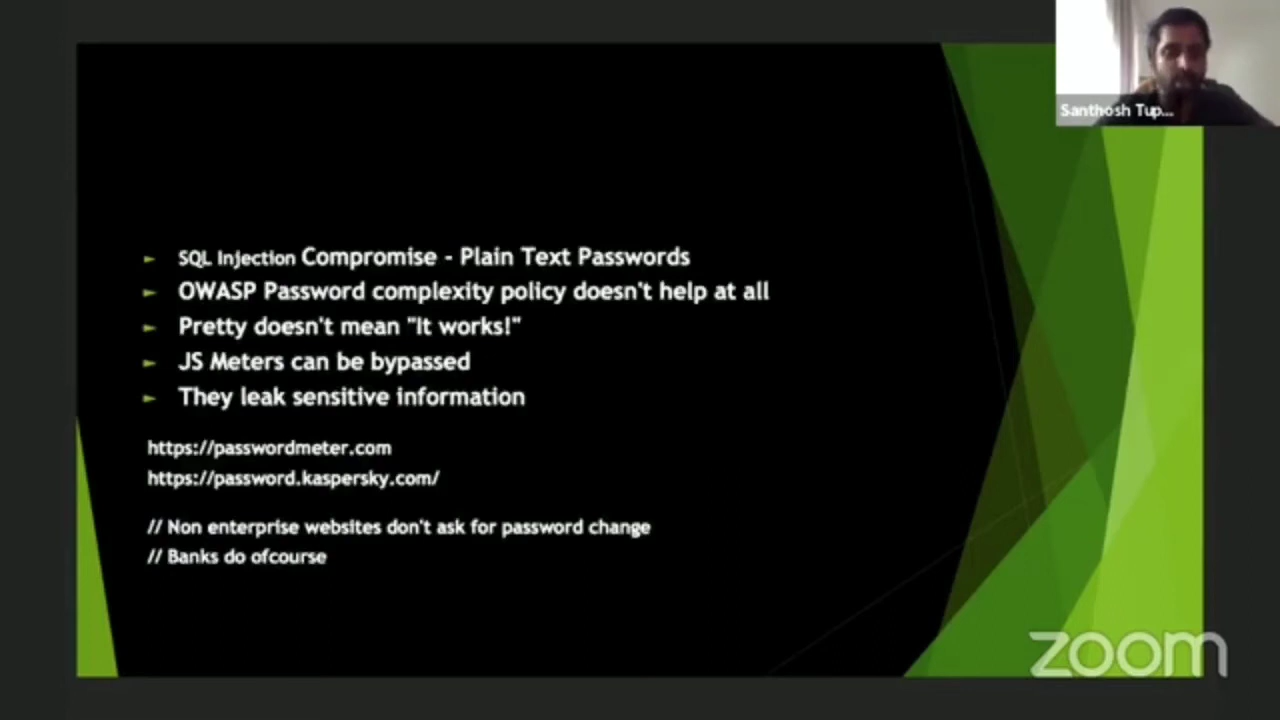 Santhosh Tup...
SQL Injection Compromise - Plain Text Passwords
OWASP Password complexity policy doesn't help at all
Pretty doesn't mean "It works!"
JS Meters can be bypassed
They leak sensitive information
https://passwordmeter.com
https://password.kaspersky.com/
// Non enterprise websites don't ask for password change
// Banks do ofcourse
zoom